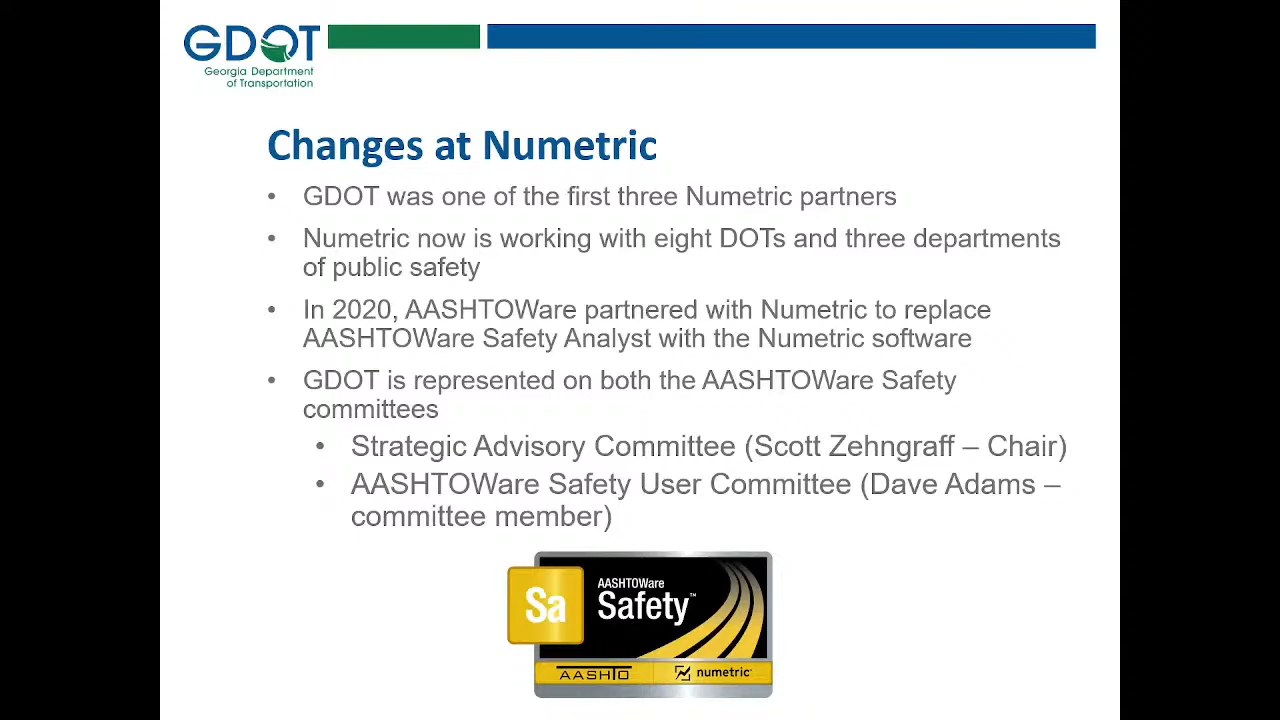 GDOT
Georgia Department
of Transportation
Changes at Numetric
• GDOT was one of the first three Numetric partners
• Numetric now is working with eight DOTs and three departments
of public safety
• In 2020, AASHTOWare partnered with Numetric to replace
AASHTOWare Safety Analyst with the Numetric software
• GDOT is represented on both the AASHTOWare Safety
committees
• Strategic Advisory Committee (Scott Zehngraff – Chair)
• AASHTOWare Safety User Committee (Dave Adams –
committee member)
Sa
AASHTOWare
Safety™
AASHTO
numetric